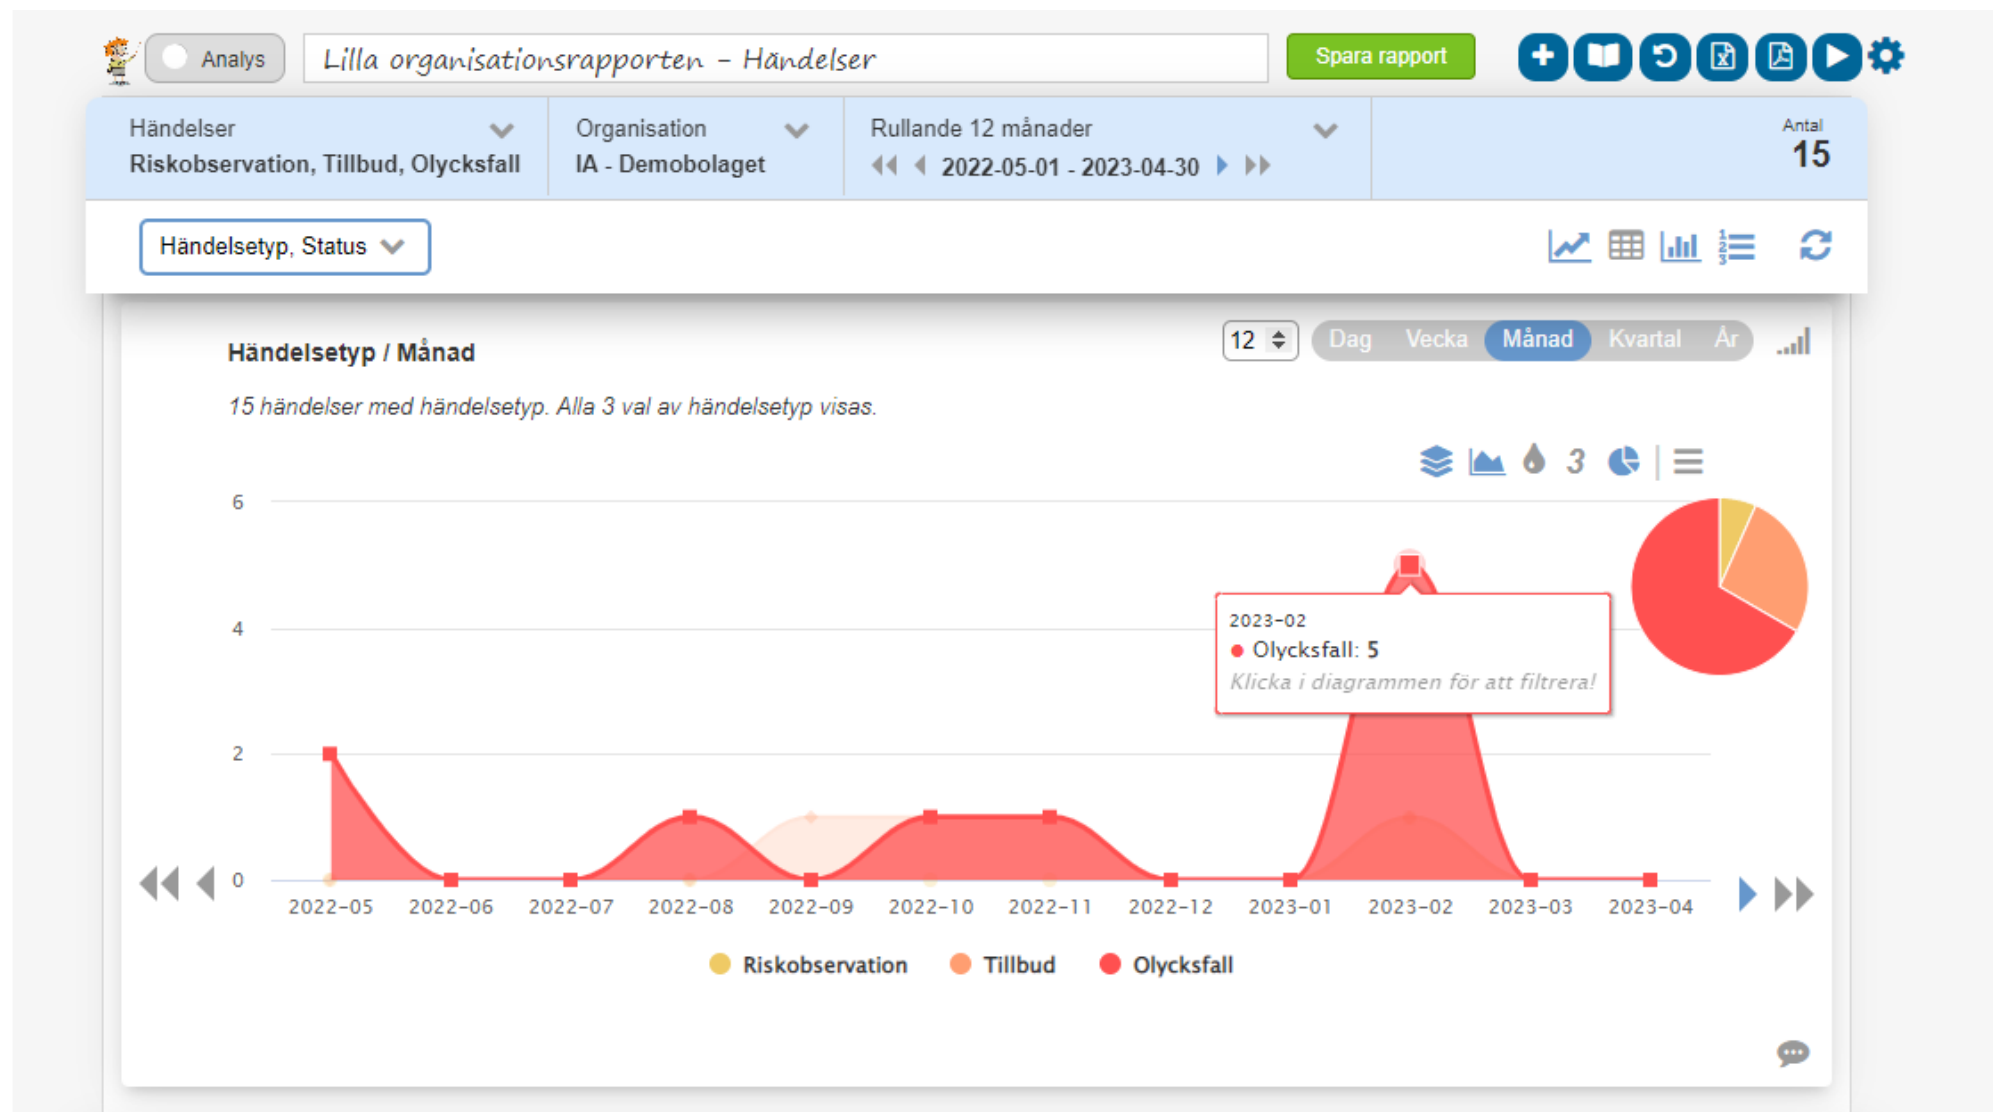 Analys
Lilla organisationsrapporten - Händelser
Spara rapport
Händelser
Riskobservation, Tillbud, Olycksfall
Organisation
IA - Demobolaget
Rullande 12 månader
2022-05-01 - 2023-04-30
Antal
15
Händelsetyp, Status
Händelsetyp / Månad
12
Dag Vecka Månad Kvartal År
15 händelser med händelsetyp. Alla 3 val av händelsetyp visas.
3
6
4
2
0
2023-02
Olycksfall: 5
Klicka i diagrammen för att filtrera!
2022-05 2022-06 2022-07 2022-08 2022-09 2022-10 2022-11 2022-12 2023-01 2023-02 2023-03 2023-04
Riskobservation Tillbud Olycksfall